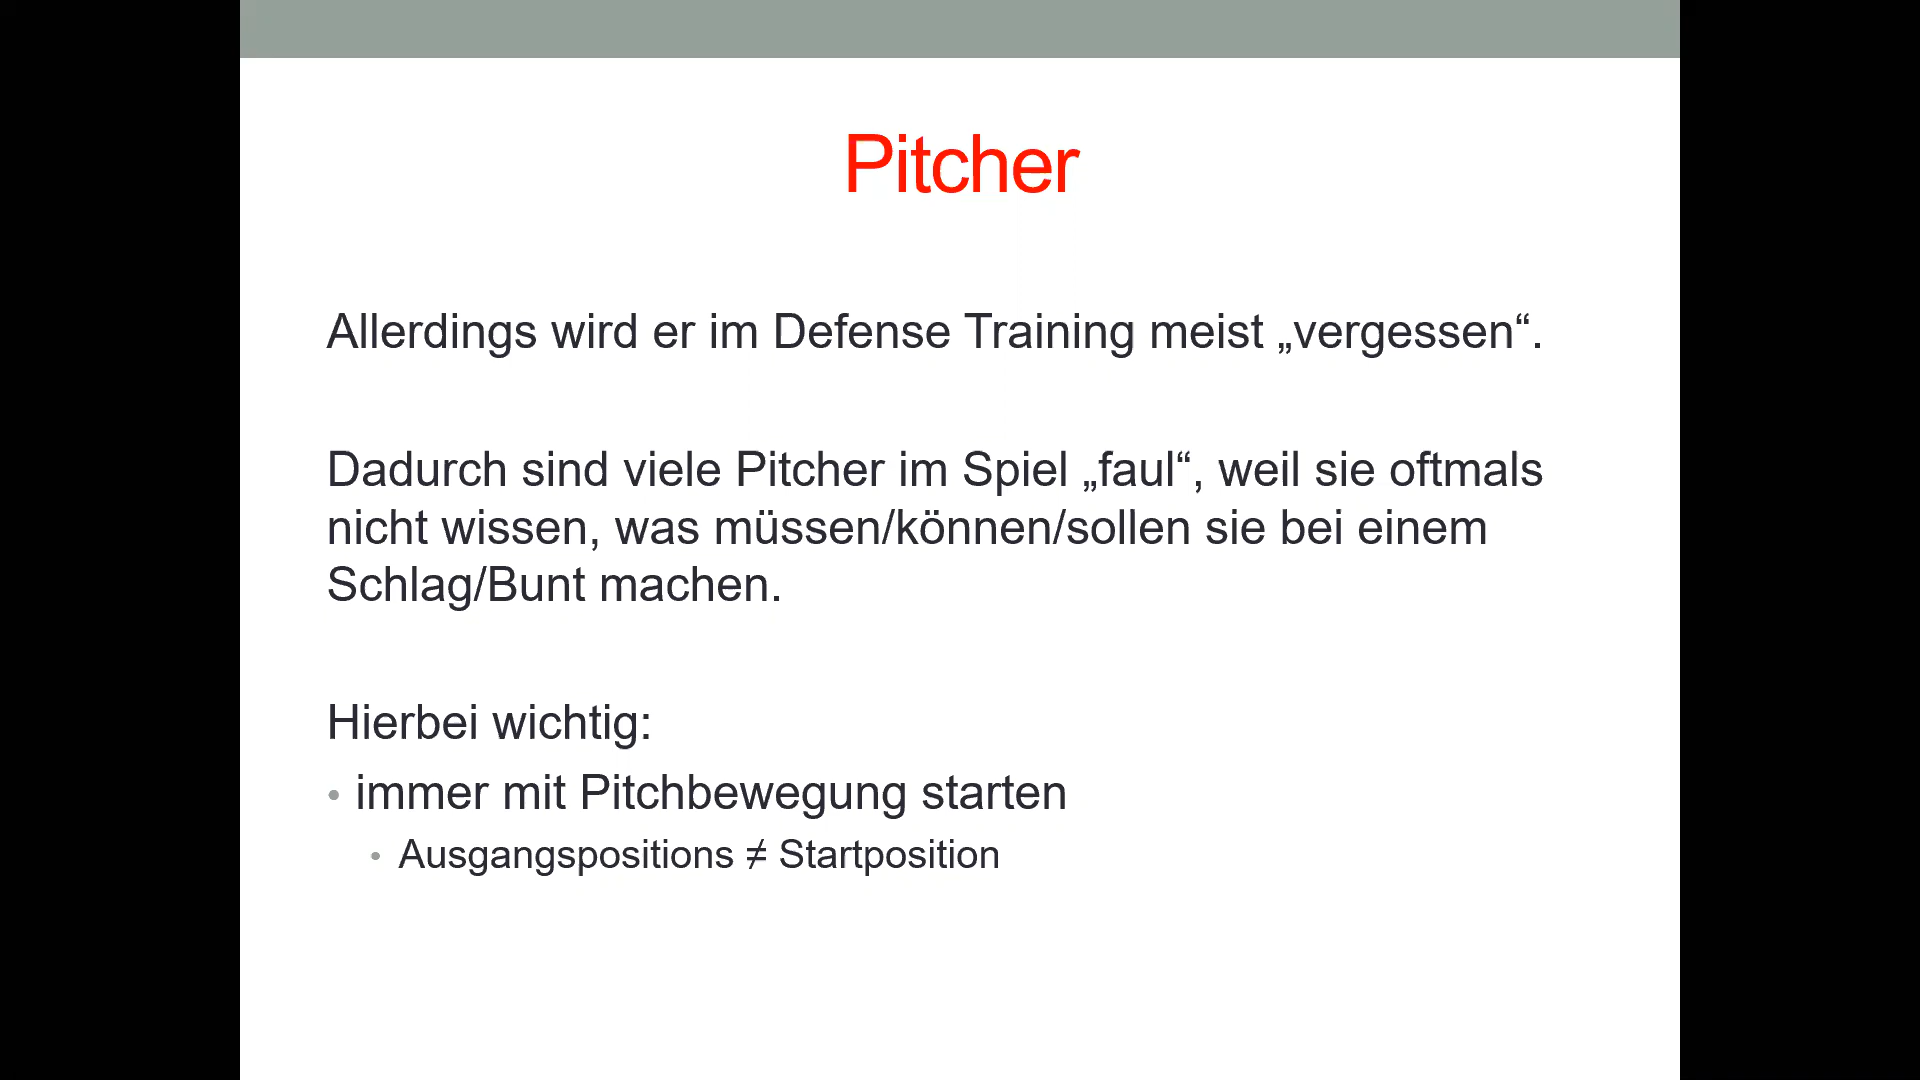 Pitcher
Allerdings wird er im Defense Training meist „vergessen“.
Dadurch sind viele Pitcher im Spiel „faul“, weil sie oftmals
nicht wissen, was müssen/können/sollen sie bei einem
Schlag/Bunt machen.
Hierbei wichtig:
• immer mit Pitchbewegung starten
• Ausgangspositions ≠ Startposition